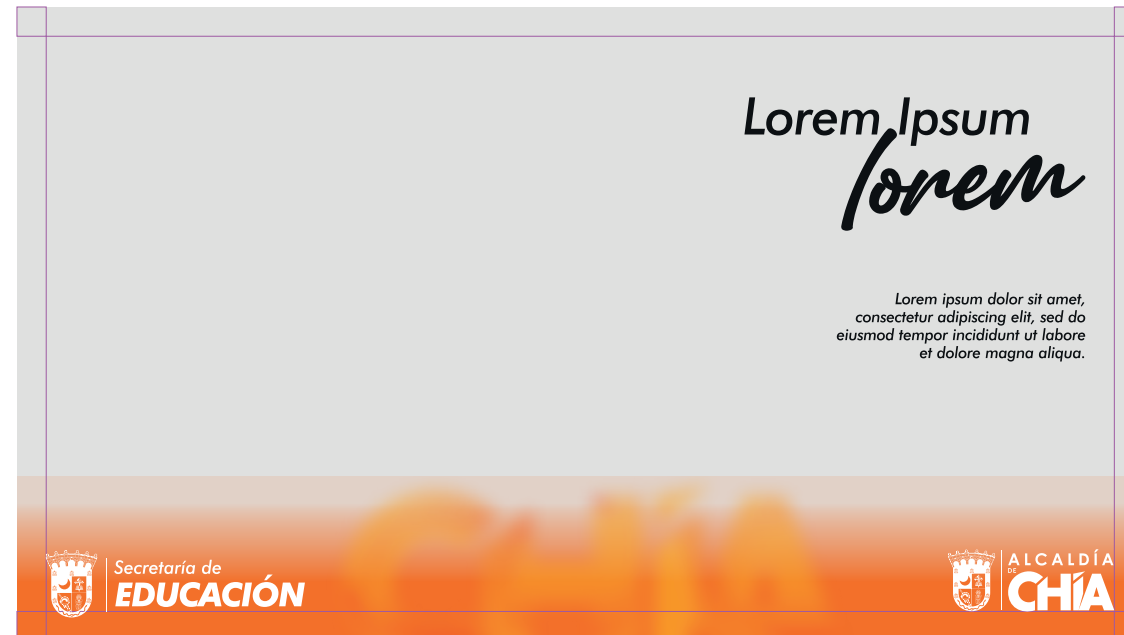 Lorem Ipsum
lorem
Lorem ipsum dolor sit amet,
consectetur adipiscing elit, sed do
eiusmod tempor incididunt ut labore
et dolore magna aliqua.
CHÍA
Secretaría de
EDUCACIÓN
ALCALDÍA
DE
CHÍA